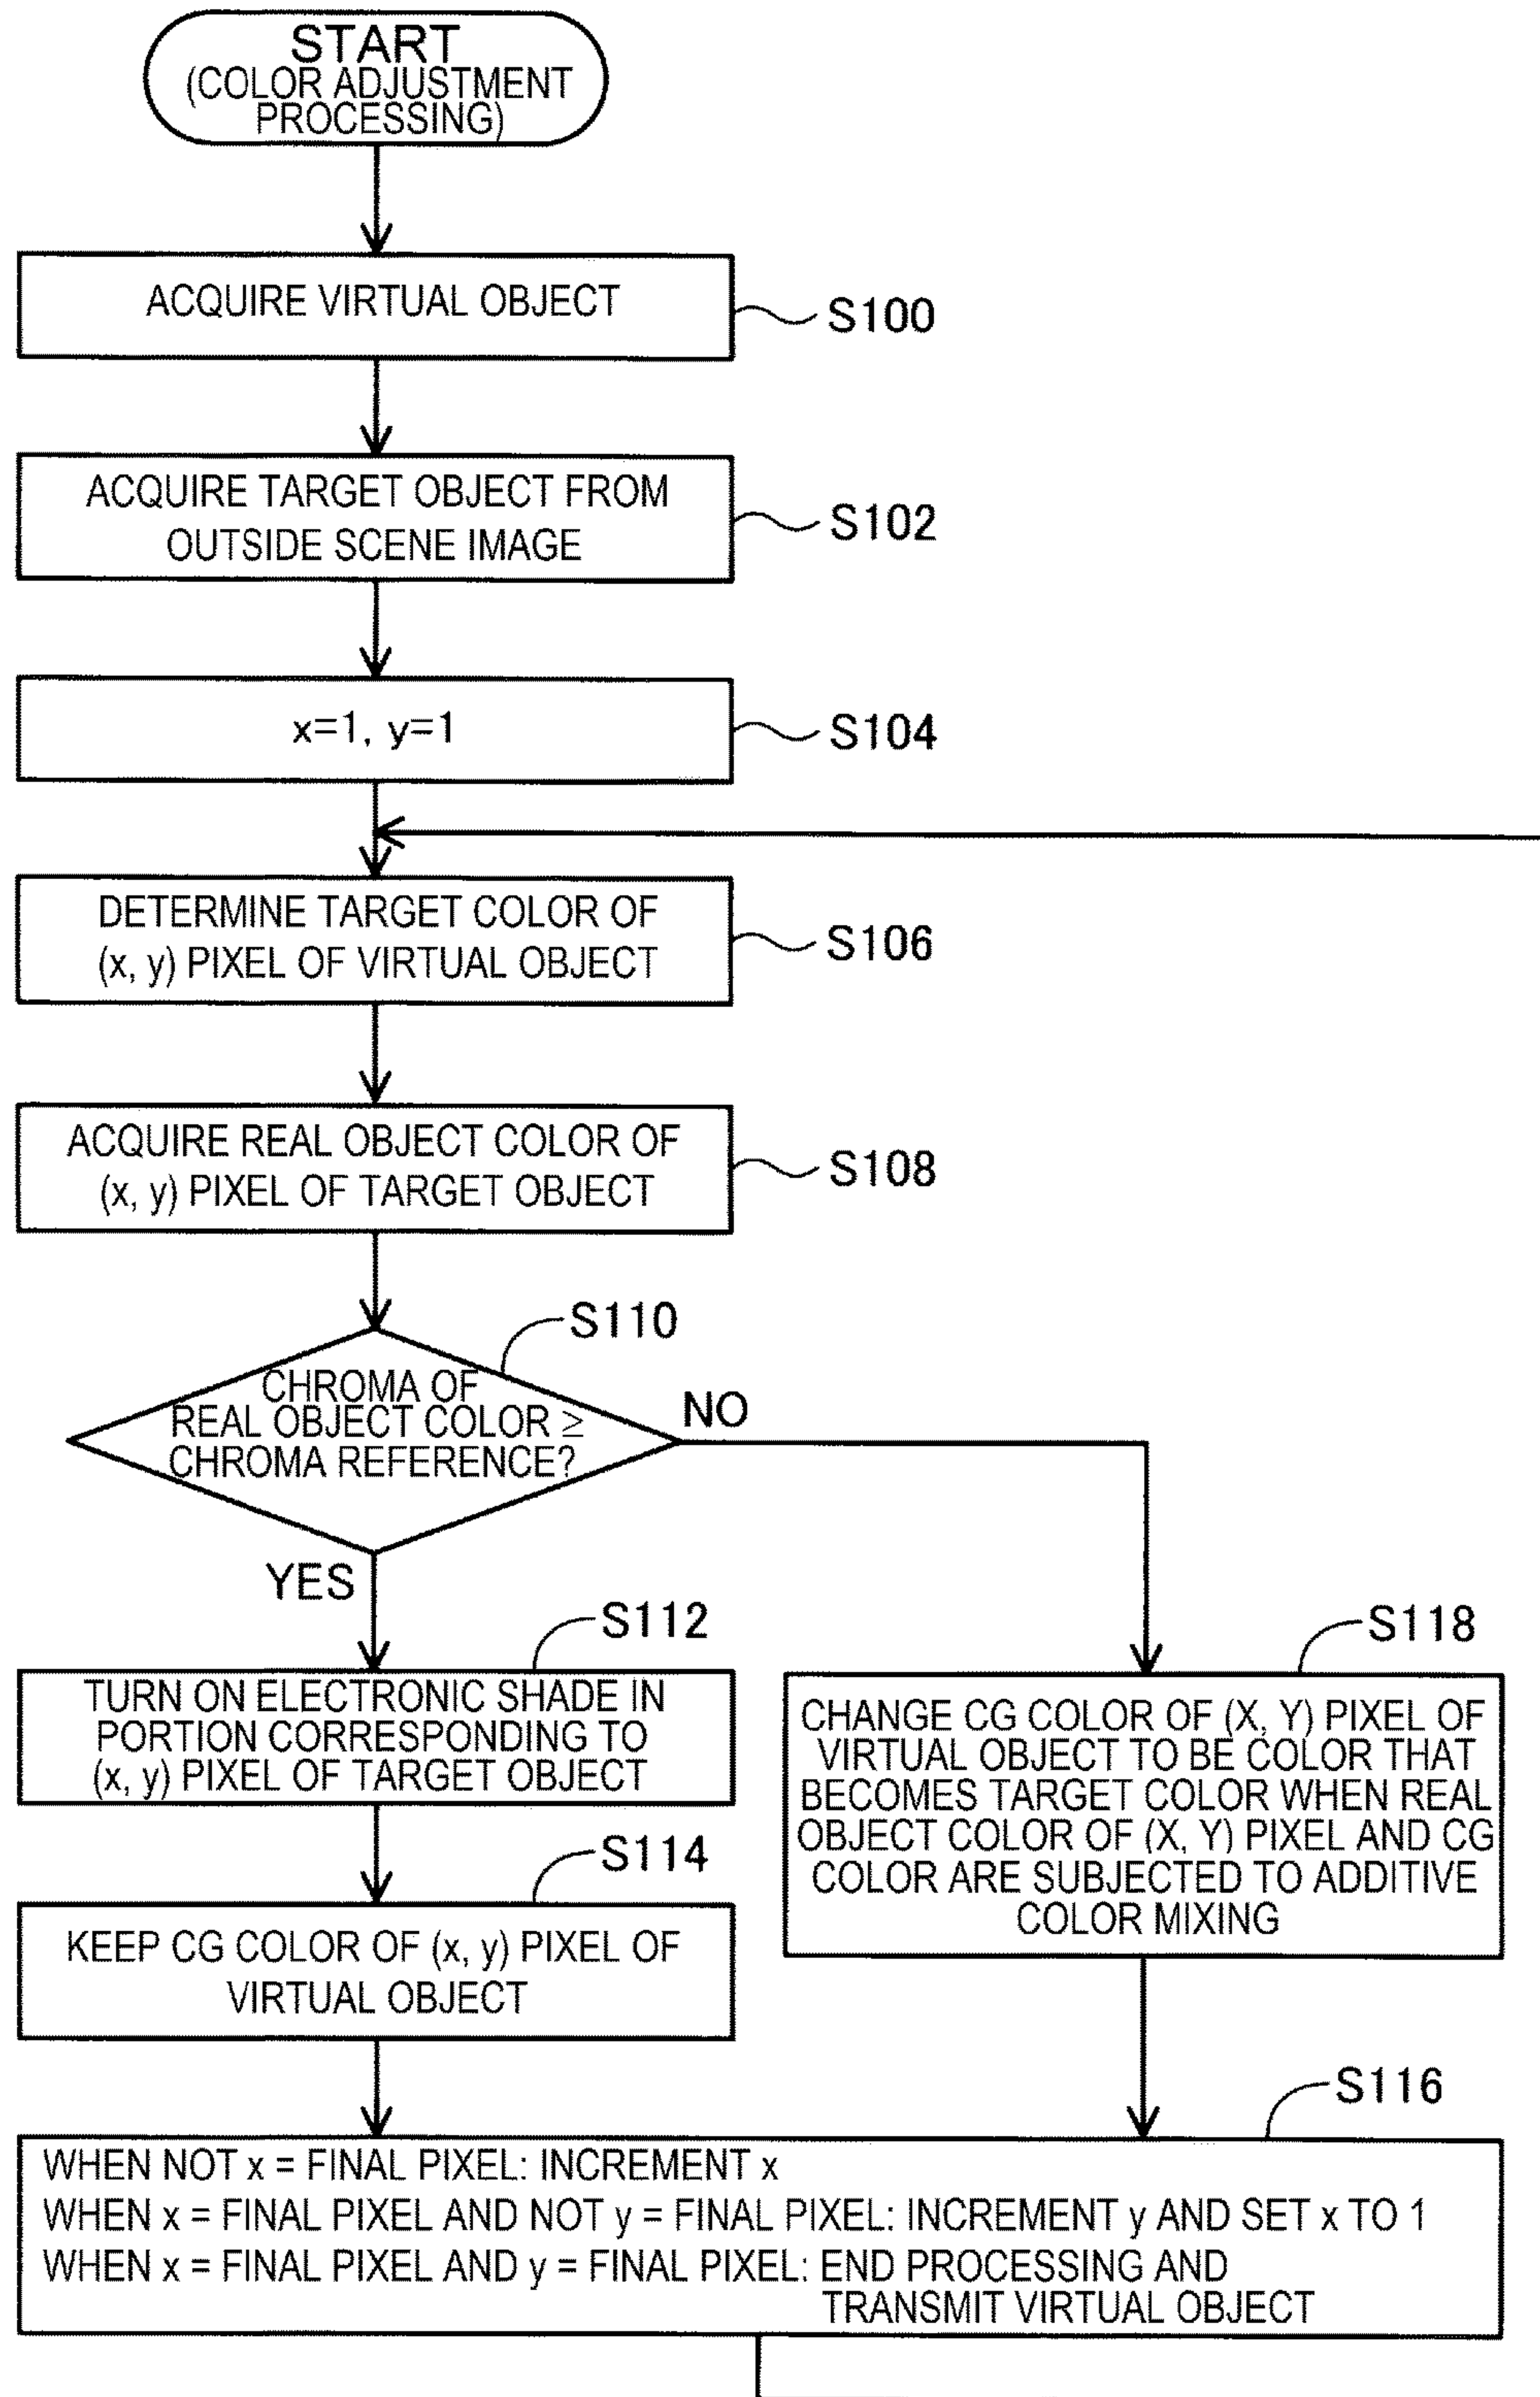 START
(COLOR ADJUSTMENT
PROCESSING)
ACQUIRE VIRTUAL OBJECT
S100
ACQUIRE TARGET OBJECT FROM
OUTSIDE SCENE IMAGE
S102
x=1, y=1
S104
DETERMINE TARGET COLOR OF
(x, y) PIXEL OF VIRTUAL OBJECT
S106
ACQUIRE REAL OBJECT COLOR OF
(x, y) PIXEL OF TARGET OBJECT
S108
S110
CHROMA OF
REAL OBJECT COLOR ≥
CHROMA REFERENCE?
NO
YES
S112
TURN ON ELECTRONIC SHADE IN
PORTION CORRESPONDING TO
(x, y) PIXEL OF TARGET OBJECT
S114
KEEP CG COLOR OF (x, y) PIXEL OF
VIRTUAL OBJECT
S118
CHANGE CG COLOR OF (X, Y) PIXEL OF
VIRTUAL OBJECT TO BE COLOR THAT
BECOMES TARGET COLOR WHEN REAL
OBJECT COLOR OF (X, Y) PIXEL AND CG
COLOR ARE SUBJECTED TO ADDITIVE
COLOR MIXING
S116
WHEN NOT x = FINAL PIXEL: INCREMENT x
WHEN x = FINAL PIXEL AND NOT y = FINAL PIXEL: INCREMENT y AND SET x TO 1
WHEN x = FINAL PIXEL AND y = FINAL PIXEL: END PROCESSING AND
TRANSMIT VIRTUAL OBJECT